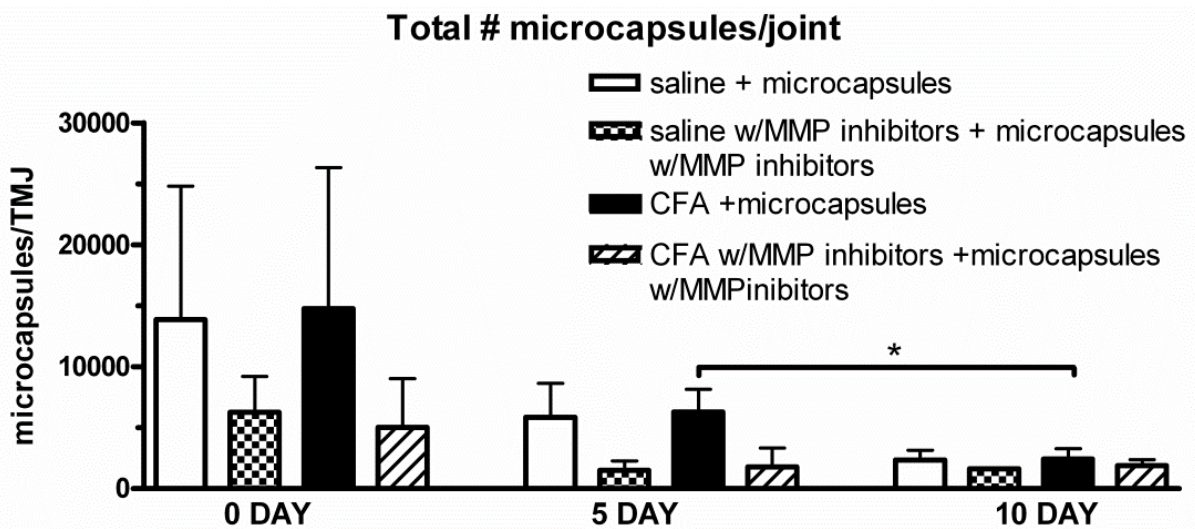 Total # microcapsules/joint
saline + microcapsules
saline w/MMP inhibitors + microcapsules
w/MMP inhibitors
CFA +microcapsules
CFA w/MMP inhibitors +microcapsules
w/MMPinibitors
microcapsules/TMJ
30000
20000
10000
0
*
0 DAY
5 DAY
10 DAY